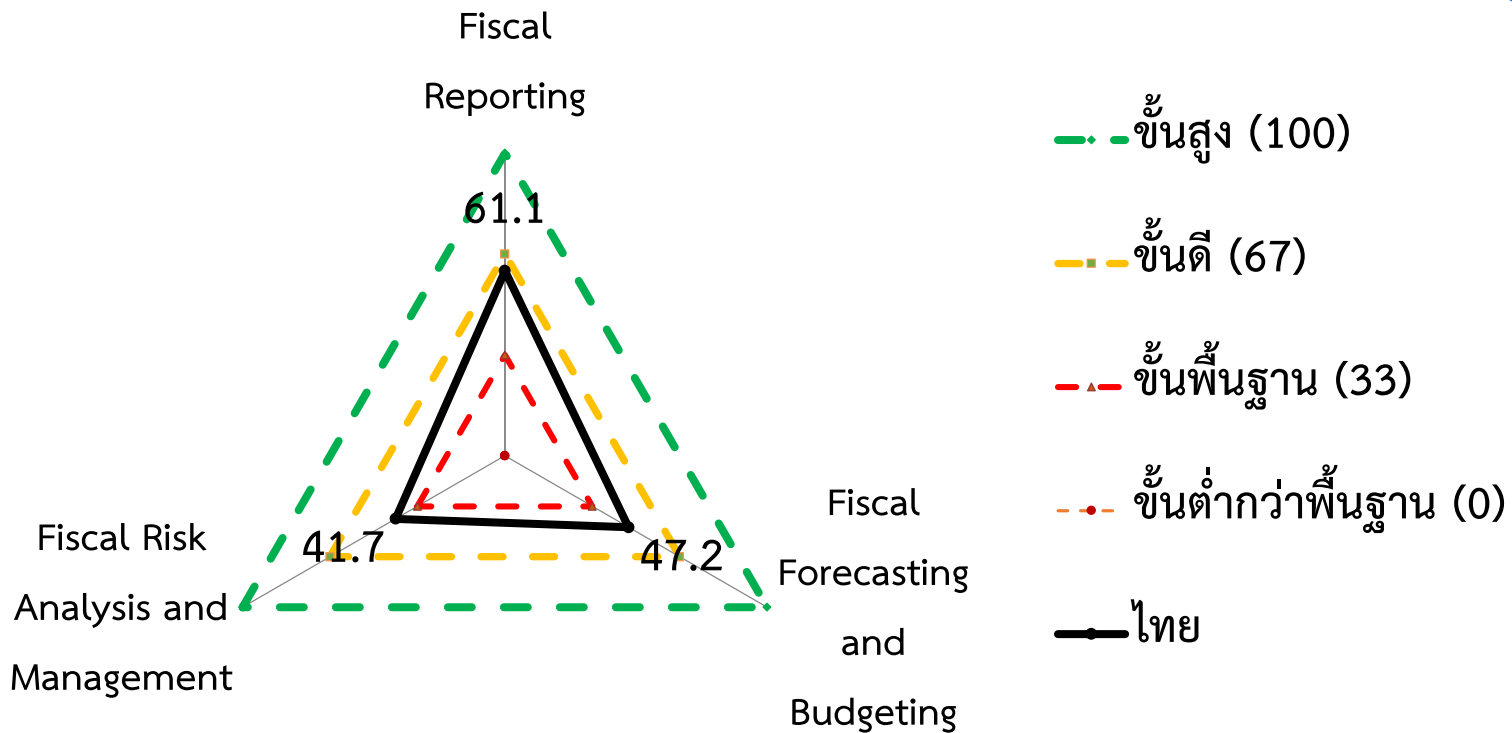 Fiscal
Reporting
61.1
Fiscal Risk
Analysis and
Management
41.7
47.2
Fiscal
Forecasting
and
Budgeting
ขั้นสูง (100)
ขั้นดี (67)
ขั้นพื้นฐาน (33)
ขั้นต่ำกว่าพื้นฐาน (0)
ไทย